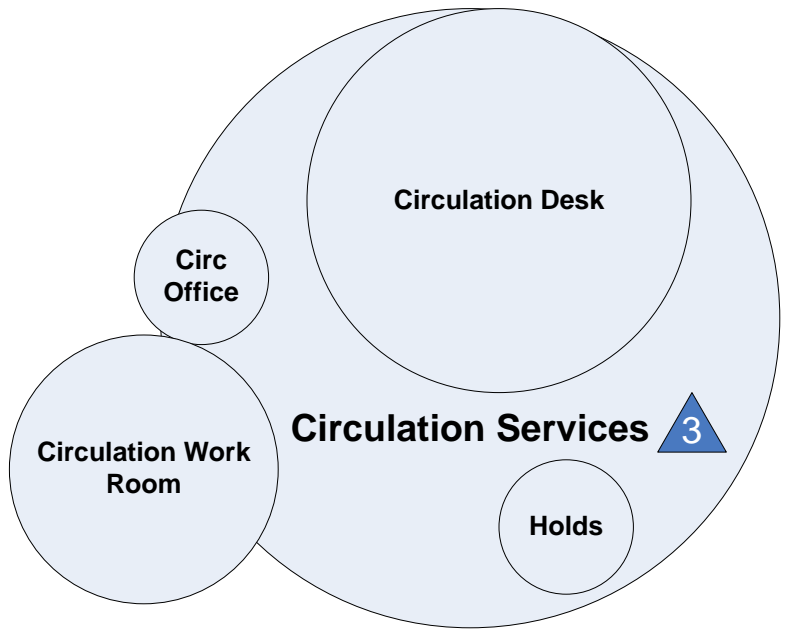 Circulation Desk
Circ
Office
Circulation Services 3
Circulation Work
Room
Holds